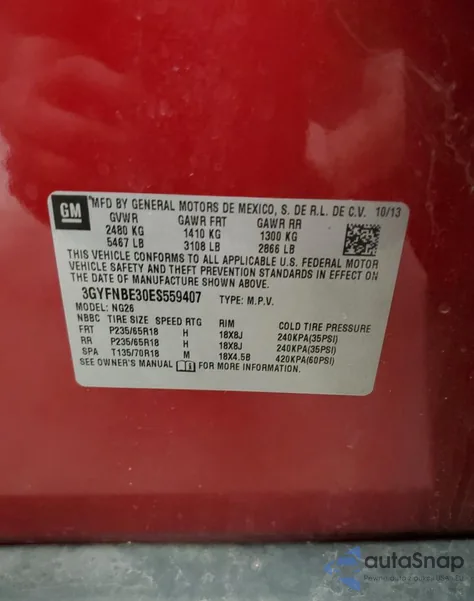 GM
MFD BY GENERAL MOTORS DE MEXICO, S. DE R.L. DE C.V. 10/13
GVWR GAWR FRT GAWR RR
2480 KG 1410 KG 1300 KG
5467 LB 3108 LB 2866 LB
THIS VEHICLE CONFORMS TO ALL APPLICABLE U.S. FEDERAL MOTOR
VEHICLE SAFETY AND THEFT PREVENTION STANDARDS IN EFFECT ON
THE DATE OF MANUFACTURE SHOWN ABOVE.
3GYFNBE30ES559407 TYPE: M.P.V.
MODEL: NG26
NBBC TIRE SIZE SPEED RTG RIM COLD TIRE PRESSURE
FRT P235/65R18 H 18X8J 240KPA(35PSI)
RR P235/65R18 H 18X8J 240KPA(35PSI)
SPA T135/70R18 M 18X4.5B 420KPA(60PSI)
SEE OWNER'S MANUAL FOR MORE INFORMATION.
autaSnap